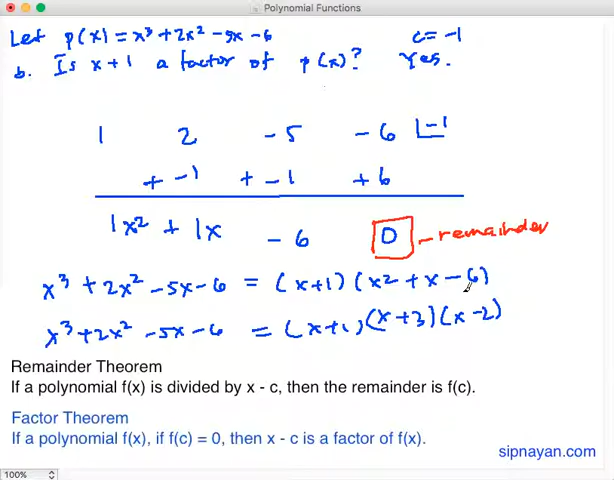 Polynomial Functions
Let p(x) = x³ + 2x² - 5x - 6 c = -1
b. Is x + 1 a factor of p(x)? Yes.
1 2 -5 -6 |-1
+ -1 + -1 + 6
1x² + 1x - 6 0 - remainder
x³ + 2x² - 5x - 6 = (x+1) (x² + x - 6)
x³ + 2x² - 5x - 6 = (x+1) (x+3) (x-2)
Remainder Theorem
If a polynomial f(x) is divided by x - c, then the remainder is f(c).
Factor Theorem
If a polynomial f(x), if f(c) = 0, then x - c is a factor of f(x).
sipnayan.com
100%